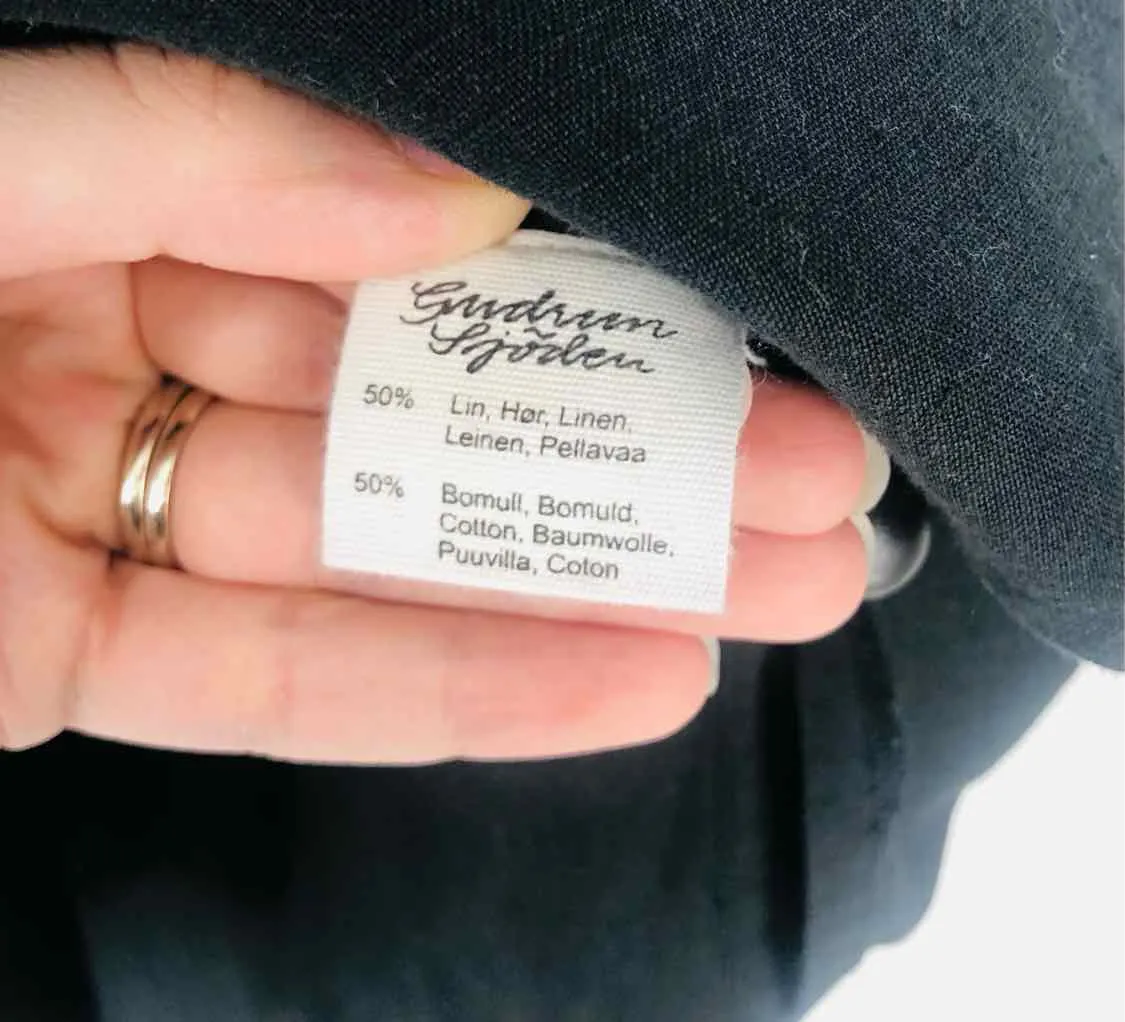 Gudrun
Sjödén
50% Lin, Hør, Linen,
Leinen, Pellavaa
50% Bomull, Bomuld,
Cotton, Baumwolle,
Puuvilla, Coton